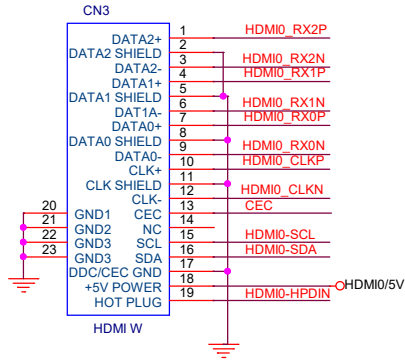 CN3
DATA2+ 1 HDMI0_RX2P
DATA2 SHIELD 2
DATA2- 3 HDMI0_RX2N
DATA1+ 4 HDMI0_RX1P
DATA1 SHIELD 5
DAT1A- 6 HDMI0_RX1N
DATA0+ 7 HDMI0_RX0P
DATA0 SHIELD 8
DATA0- 9 HDMI0_RX0N
CLK+ 10 HDMI0_CLKP
CLK SHIELD 11
CLK- 12 HDMI0_CLKN
20 GND1 CEC 13 CEC
21 GND2 NC 14
22 GND3 SCL 15 HDMI0-SCL
23 GND3 SDA 16 HDMI0-SDA
DDC/CEC GND 17
+5V POWER 18 HDMI0/5V
HOT PLUG 19 HDMI0-HPDIN
HDMI W